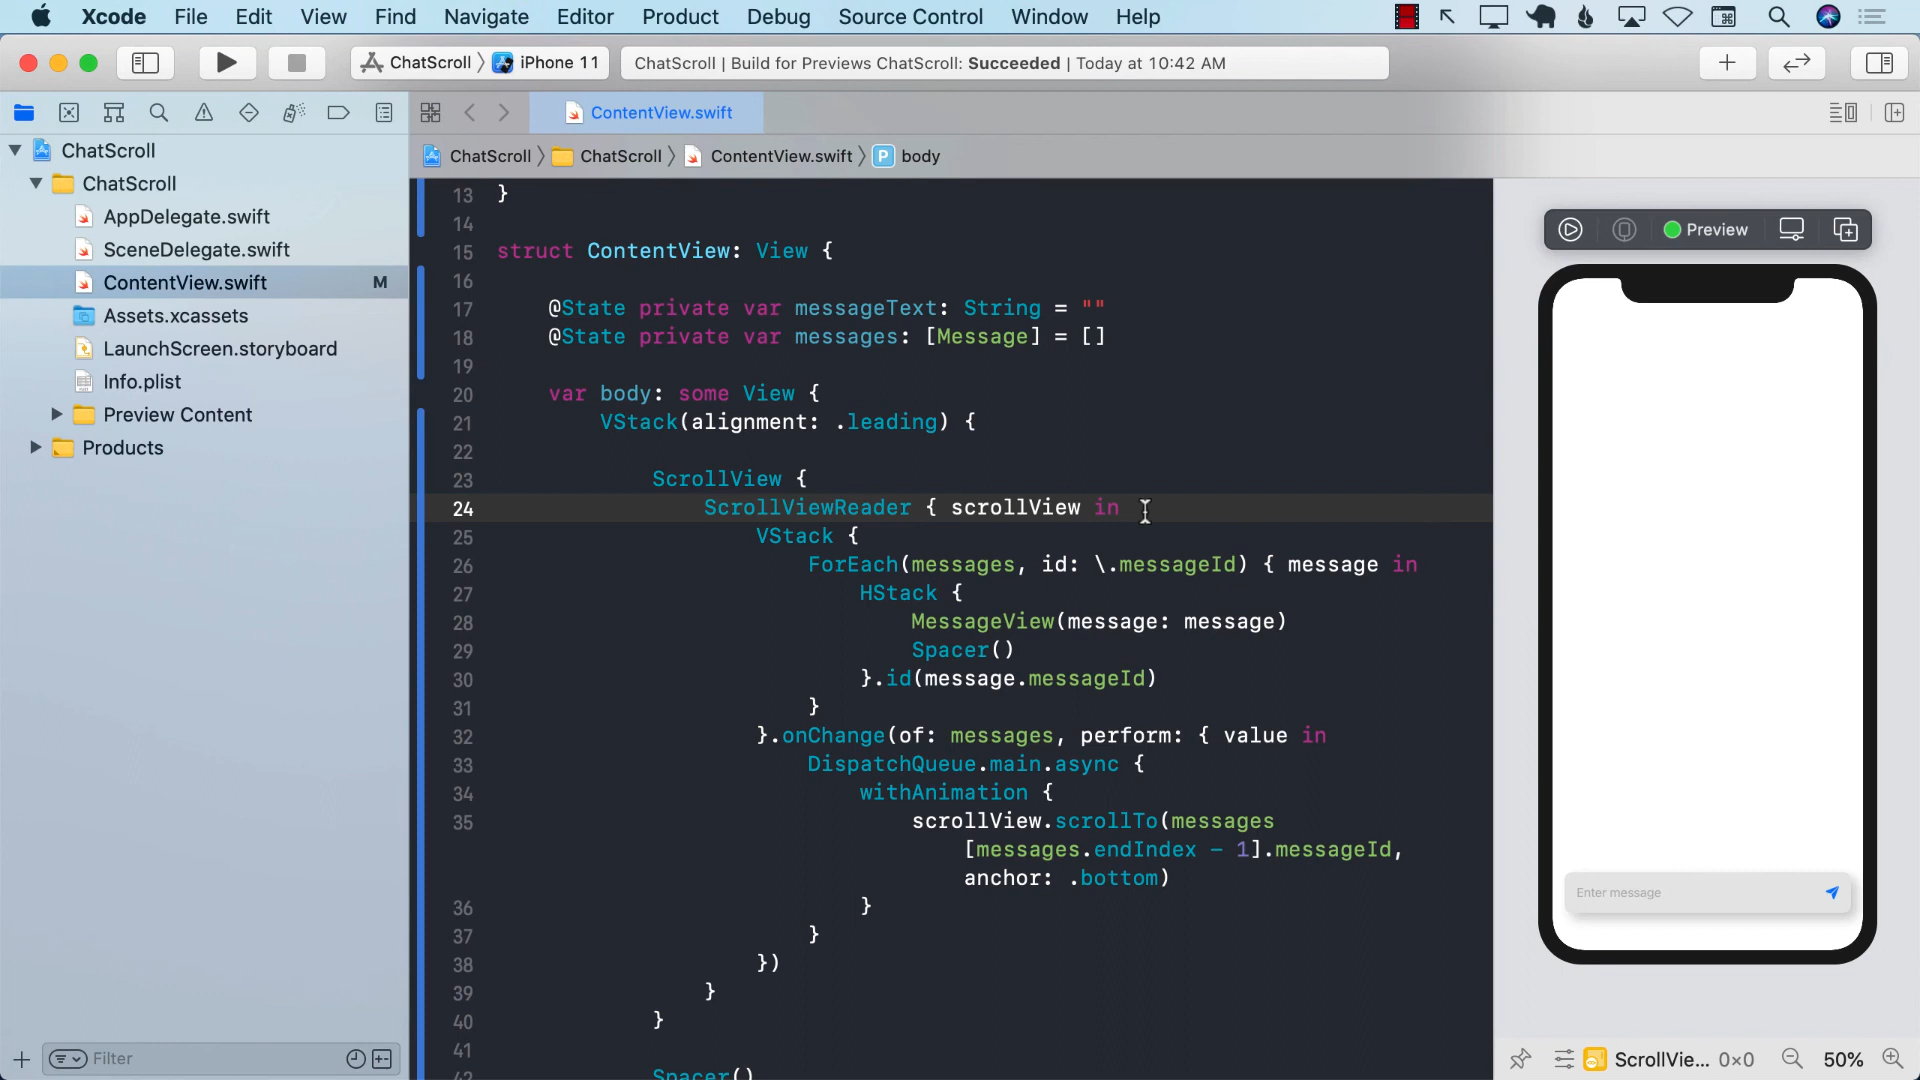 Xcode File Edit View Find Navigate Editor Product Debug Source Control Window Help
ChatScroll iPhone 11 ChatScroll | Build for Previews ChatScroll: Succeeded | Today at 10:42 AM
ContentView.swift
ChatScroll ChatScroll ContentView.swift P body
ChatScroll
ChatScroll
AppDelegate.swift
SceneDelegate.swift
ContentView.swift M
Assets.xcassets
LaunchScreen.storyboard
Info.plist
Preview Content
Products
Filter
13 }
14
15 struct ContentView: View {
16
17 @State private var messageText: String = ""
18 @State private var messages: [Message] = []
19
20 var body: some View {
21 VStack(alignment: .leading) {
22
23 ScrollView {
24 ScrollViewReader { scrollView in
25 VStack {
26 ForEach(messages, id: \.messageId) { message in
27 HStack {
28 MessageView(message: message)
29 Spacer()
30 }.id(message.messageId)
31 }
32 }.onChange(of: messages, perform: { value in
33 DispatchQueue.main.async {
34 withAnimation {
35 scrollView.scrollTo(messages
[messages.endIndex - 1].messageId,
anchor: .bottom)
36 }
37 }
38 })
39 }
40 }
41
42 Spacer()
Preview
Enter message
ScrollVie... 0×0 50%